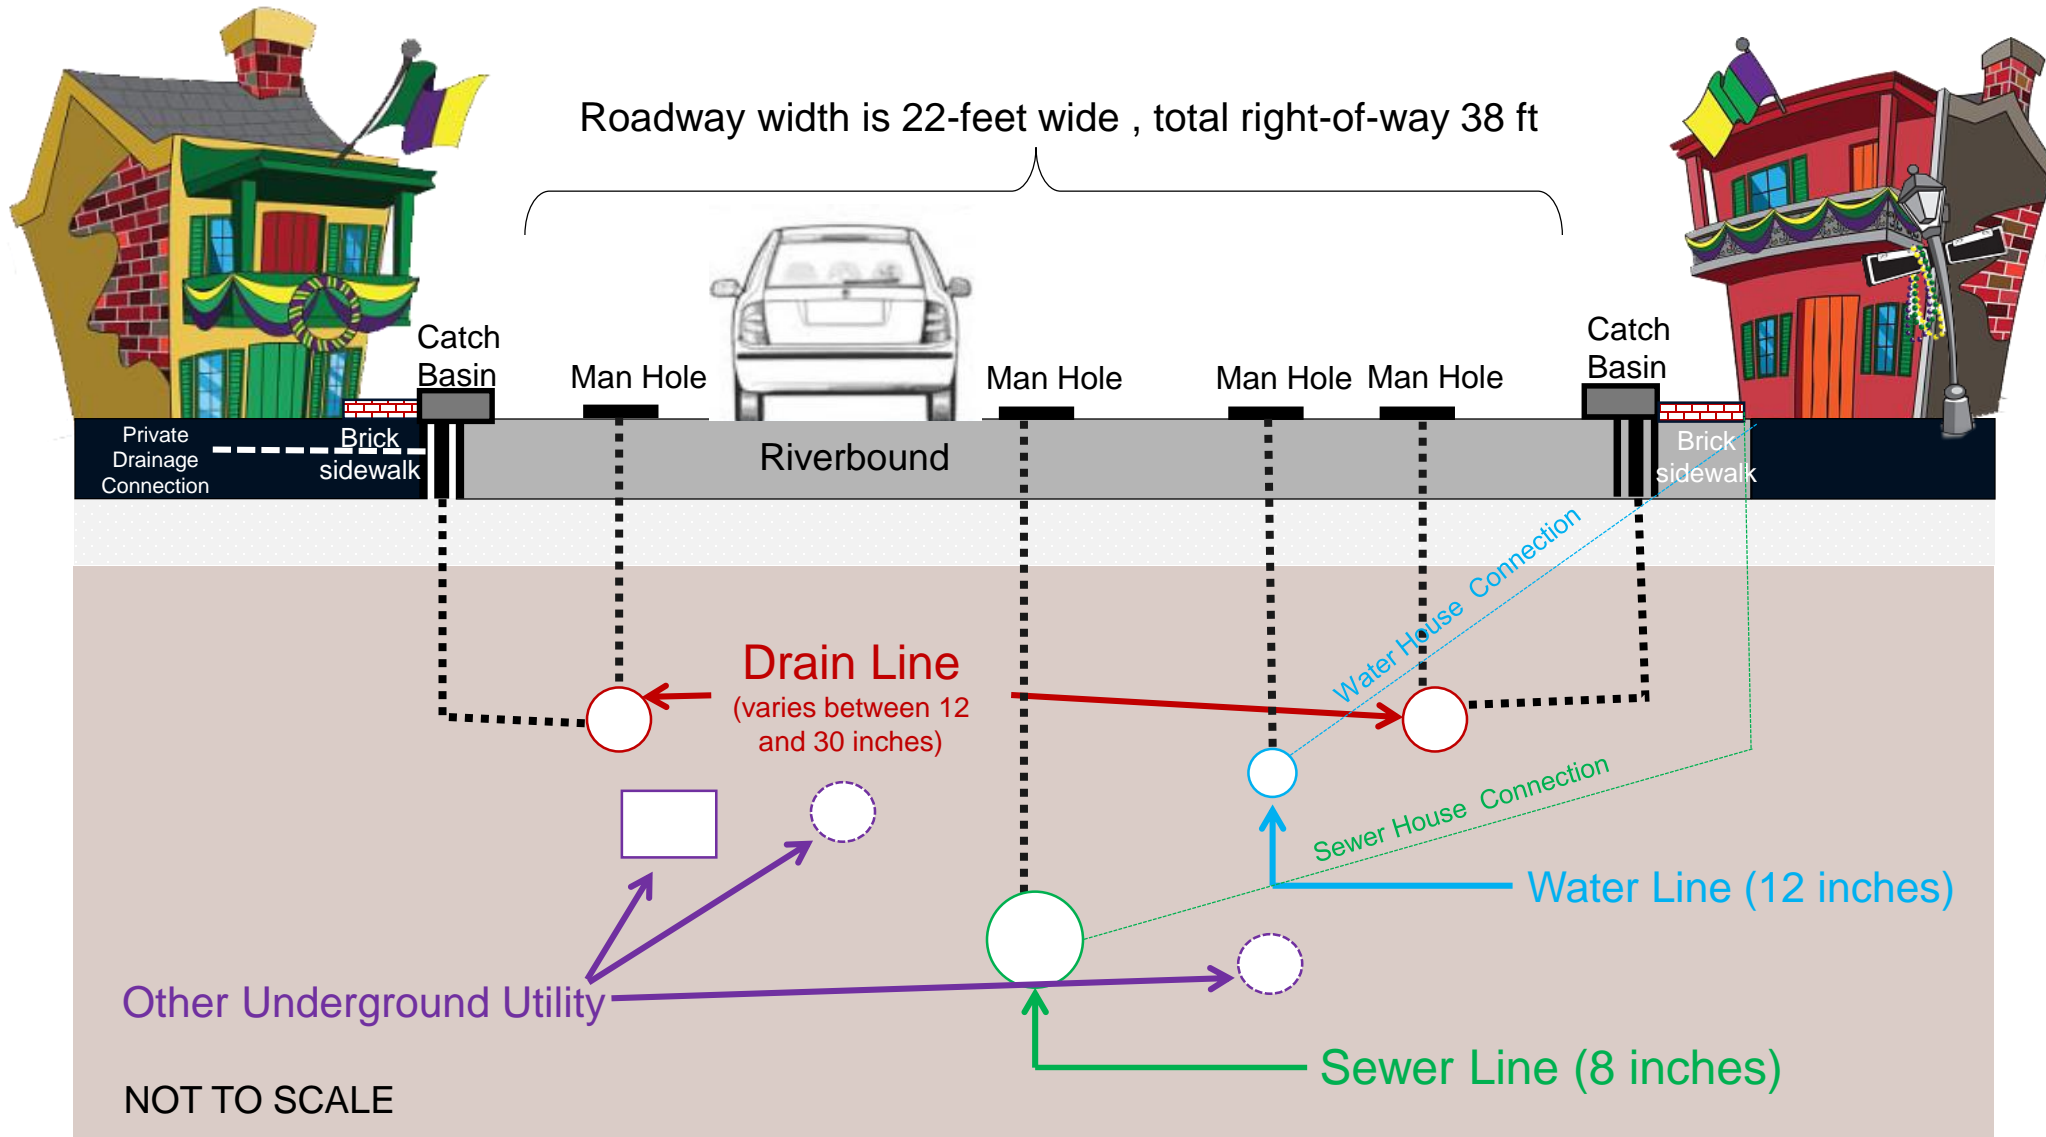 Roadway width is 22-feet wide , total right-of-way 38 ft
Catch
Basin
Man Hole
Man Hole
Man Hole
Man Hole
Catch
Basin
Private
Drainage
Connection
Brick
sidewalk
Riverbound
Brick
sidewalk
Water House Connection
Drain Line
(varies between 12
and 30 inches)
Sewer House Connection
Water Line (12 inches)
Other Underground Utility
Sewer Line (8 inches)
NOT TO SCALE